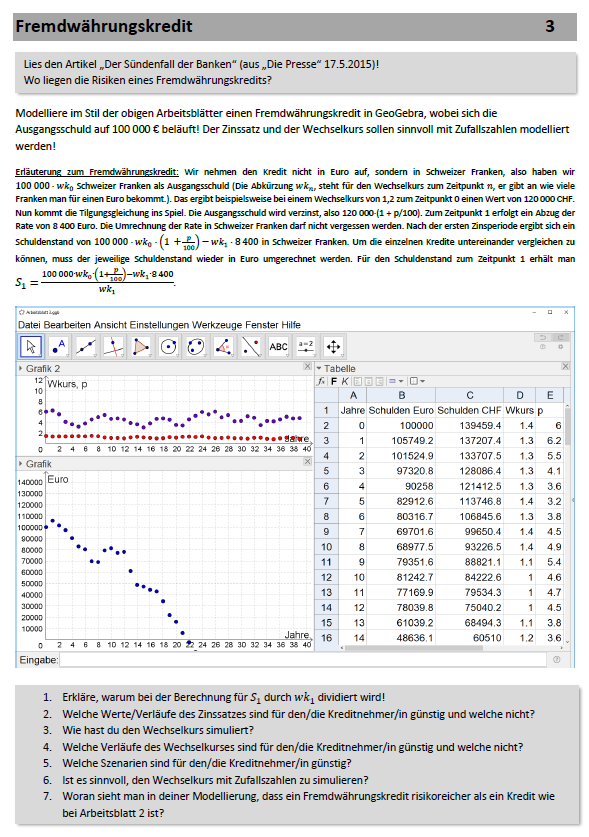 Fremdwährungskredit 3
Lies den Artikel „Der Sündenfall der Banken“ (aus „Die Presse“ 17.5.2015)!
Wo liegen die Risiken eines Fremdwährungskredits?
Modelliere im Stil der obigen Arbeitsblätter einen Fremdwährungskredit in GeoGebra, wobei sich die
Ausgangsschuld auf 100 000 € beläuft! Der Zinssatz und der Wechselkurs sollen sinnvoll mit Zufallszahlen modelliert
werden!
Erläuterung zum Fremdwährungskredit: Wir nehmen den Kredit nicht in Euro auf, sondern in Schweizer Franken, also haben wir
100 000 · wk₀ Schweizer Franken als Ausgangsschuld (Die Abkürzung wkₙ, steht für den Wechselkurs zum Zeitpunkt n, er gibt an wie viele
Franken man für einen Euro bekommt.). Das ergibt beispielsweise bei einem Wechselkurs von 1,2 zum Zeitpunkt 0 einen Wert von 120 000 CHF.
Nun kommt die Tilgungsgleichung ins Spiel. Die Ausgangsschuld wird verzinst, also 120 000·(1 + p/100). Zum Zeitpunkt 1 erfolgt ein Abzug der
Rate von 8 400 Euro. Die Umrechnung der Rate in Schweizer Franken darf nicht vergessen werden. Nach der ersten Zinsperiode ergibt sich ein
Schuldenstand von 100 000 · wk₀ · (1 + p/100) − wk₁ · 8 400 in Schweizer Franken. Um die einzelnen Kredite untereinander vergleichen zu
können, muss der jeweilige Schuldenstand wieder in Euro umgerechnet werden. Für den Schuldenstand zum Zeitpunkt 1 erhält man
S₁ = (100 000·wk₀·(1+p/100)−wk₁·8 400)/wk₁.
Arbeitsblatt 2.ggb
Datei Bearbeiten Ansicht Einstellungen Werkzeuge Fenster Hilfe
A ABC a=2
Grafik 2
12 Wkurs, p
10
8
6
4
2
0 2 4 6 8 10 12 14 16 18 20 22 24 26 28 30 32 34 36 38 40
Jahre
Grafik
Euro
140000
130000
120000
110000
100000
90000
80000
70000
60000
50000
40000
30000
20000
10000
Jahre
0 2 4 6 8 10 12 14 16 18 20 22 24 26 28 30 32 34 36 38 40
Tabelle
fx F K
A B C D E
1 Jahre Schulden Euro Schulden CHF Wkurs p
2 0 100000 139459.4 1.4 6
3 1 105749.2 137207.4 1.3 6.2
4 2 101524.9 133707.5 1.3 5.5
5 3 97320.8 128086.4 1.3 4.1
6 4 90258 121412.5 1.3 3.6
7 5 82912.6 113746.8 1.4 3.2
8 6 80316.7 106845.6 1.3 3.8
9 7 69701.6 99650.4 1.4 4.5
10 8 68977.5 93226.5 1.4 4.9
11 9 79351.6 88821.1 1.1 5.4
12 10 81242.7 84222.6 1 4.6
13 11 77169.9 79534.3 1 4.7
14 12 78039.8 75040.2 1 4.5
15 13 61039.2 68494.3 1.1 3.8
16 14 48636.1 60510 1.2 3.6
Eingabe:
1. Erkläre, warum bei der Berechnung für S₁ durch wk₁ dividiert wird!
2. Welche Werte/Verläufe des Zinssatzes sind für den/die Kreditnehmer/in günstig und welche nicht?
3. Wie hast du den Wechselkurs simuliert?
4. Welche Verläufe des Wechselkurses sind für den/die Kreditnehmer/in günstig und welche nicht?
5. Welche Szenarien sind für den/die Kreditnehmer/in günstig?
6. Ist es sinnvoll, den Wechselkurs mit Zufallszahlen zu simulieren?
7. Woran sieht man in deiner Modellierung, dass ein Fremdwährungskredit risikoreicher als ein Kredit wie
bei Arbeitsblatt 2 ist?